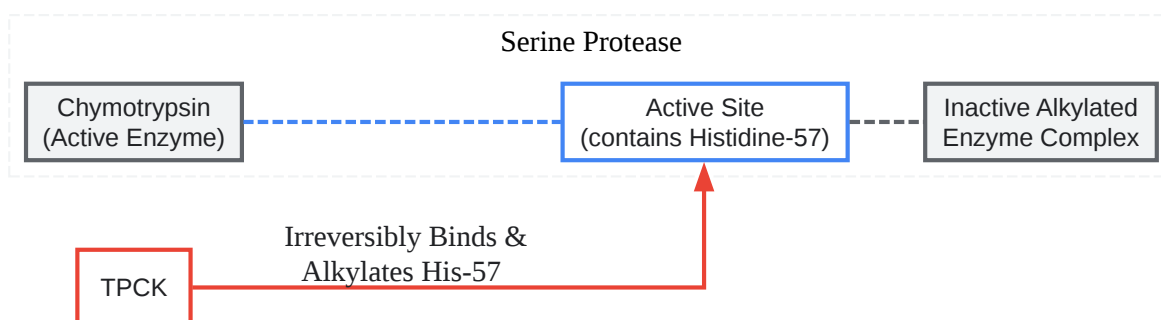 Serine Protease
Chymotrypsin
(Active Enzyme)
Active Site
(contains Histidine-57)
Inactive Alkylated
Enzyme Complex
Irreversibly Binds &
Alkylates His-57
TPCK